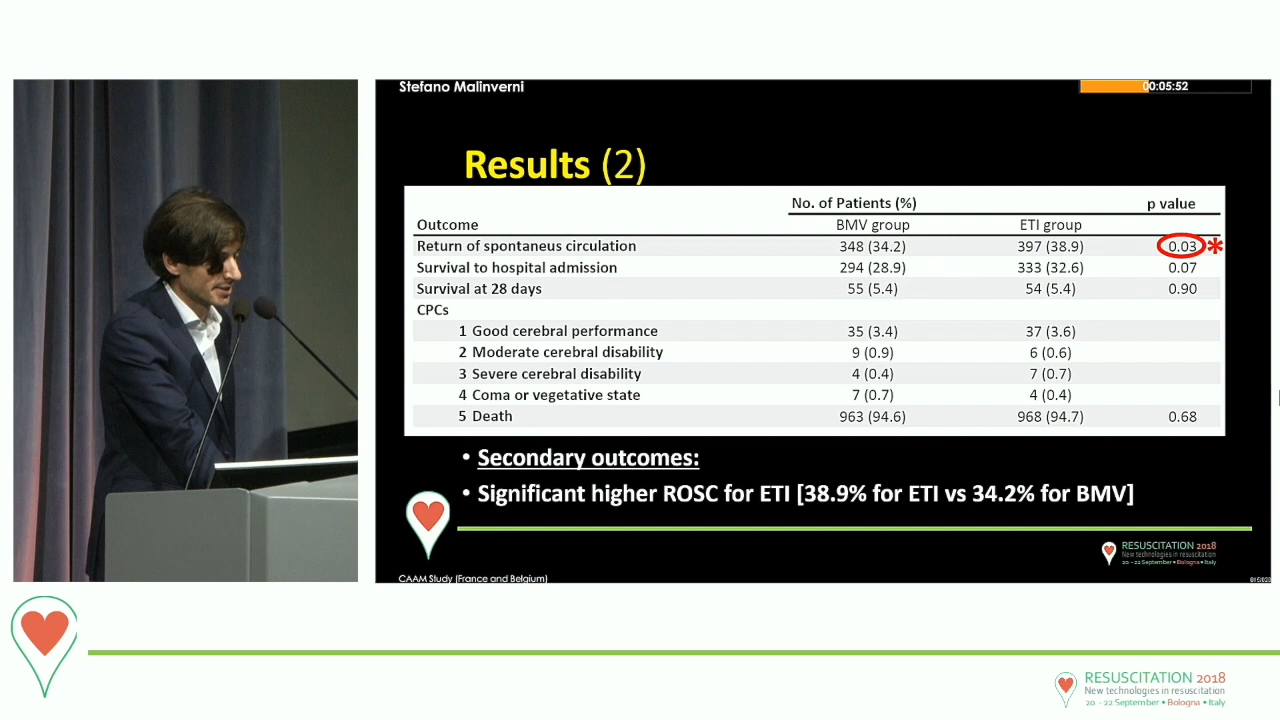 Stefano Malinverni
00:05:52
Results (2)
No. of Patients (%) p value
Outcome BMV group ETI group
Return of spontaneus circulation 348 (34.2) 397 (38.9) 0.03 *
Survival to hospital admission 294 (28.9) 333 (32.6) 0.07
Survival at 28 days 55 (5.4) 54 (5.4) 0.90
CPCs
1 Good cerebral performance 35 (3.4) 37 (3.6)
2 Moderate cerebral disability 9 (0.9) 6 (0.6)
3 Severe cerebral disability 4 (0.4) 7 (0.7)
4 Coma or vegetative state 7 (0.7) 4 (0.4)
5 Death 963 (94.6) 968 (94.7) 0.68
• Secondary outcomes:
• Significant higher ROSC for ETI [38.9% for ETI vs 34.2% for BMV]
RESUSCITATION 2018
New technologies in resuscitation
20 - 22 September • Bologna • Italy
CAAM Study (France and Belgium)
RESUSCITATION 2018
New technologies in resuscitation
20 - 22 September • Bologna • Italy